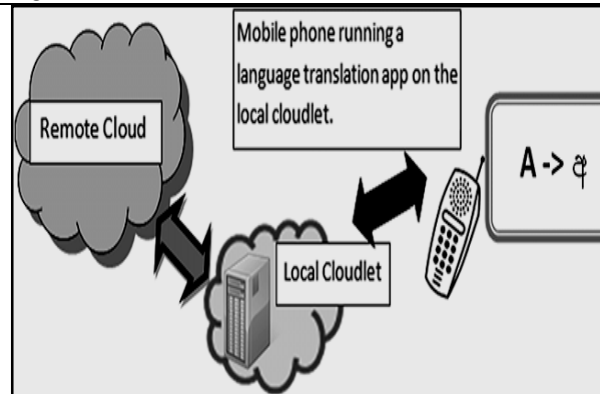 Remote Cloud
Mobile phone running a
language translation app on the
local cloudlet.
A -> අ
Local Cloudlet